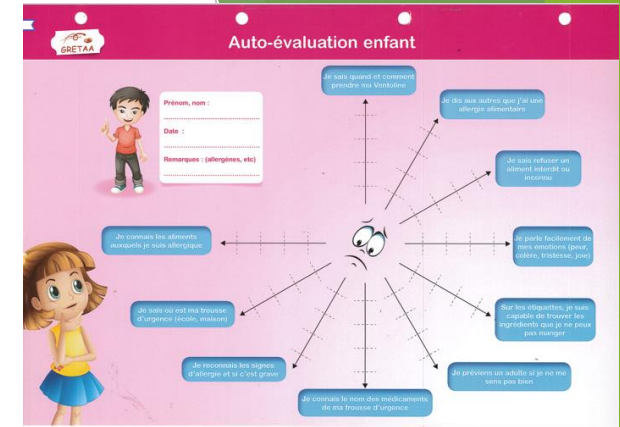 GRETAA
Auto-évaluation enfant
Prénom, nom :
Date :
Remarques : (allergènes, etc)
Je sais quand et comment
prendre ma Ventoline
Je dis aux autres que j'ai une
allergie alimentaire
Je sais refuser un
aliment interdit ou
inconnu
Je parle facilement de
mes émotions (peur,
colère, tristesse, joie)
Sur les étiquettes, je suis
capable de trouver les
ingrédients que je ne peux
pas manger
Je préviens un adulte si je ne me
sens pas bien
Je connais le nom des médicaments
de ma trousse d'urgence
Je reconnais les signes
d'allergie et si c'est grave
Je sais où est ma trousse
d'urgence (école, maison)
Je connais les aliments
auxquels je suis allergique